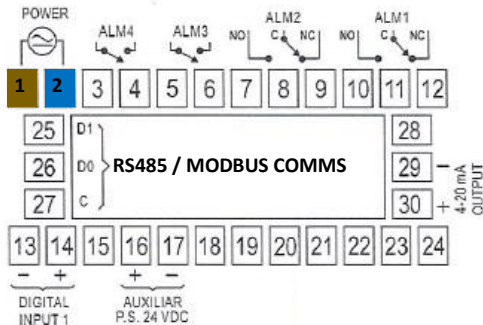 POWER
ALM4
ALM3
ALM2
ALM1
NO C NC NO C NC
1 2 3 4 5 6 7 8 9 10 11 12
25 D1 28
26 D0 RS485 / MODBUS COMMS 29 −
27 C 30 +
4-20 mA
OUTPUT
13 14 15 16 17 18 19 20 21 22 23 24
− + + −
DIGITAL
INPUT 1
AUXILIAR
P.S. 24 VDC